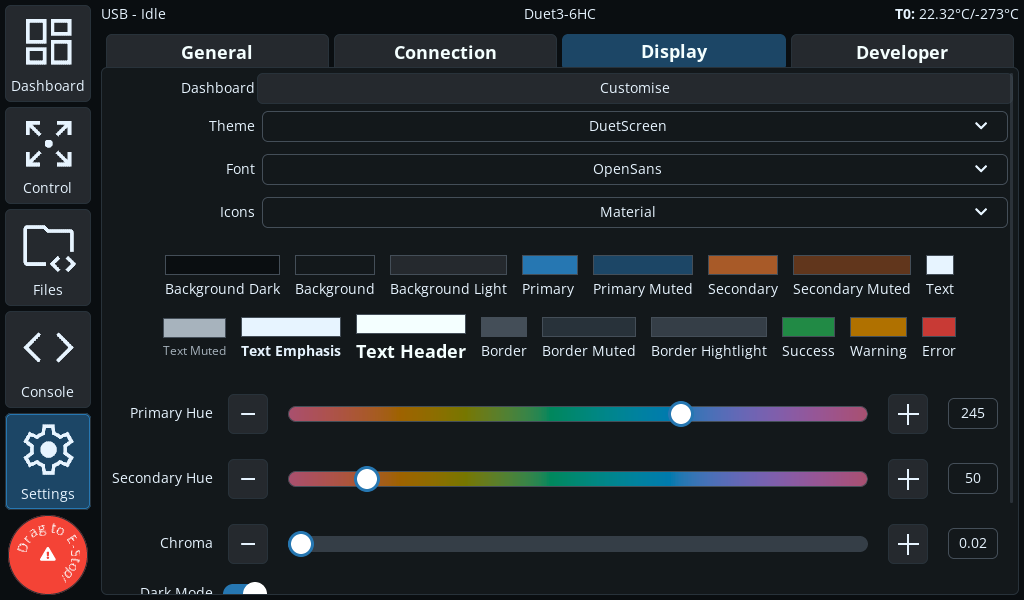 USB - Idle
Duet3-6HC
T0: 22.32°C/-273°C
Dashboard
Control
Files
Console
Settings
Drag to E-Stop!
General
Connection
Display
Developer
Dashboard
Customise
Theme
DuetScreen
Font
OpenSans
Icons
Material
Background Dark
Background
Background Light
Primary
Primary Muted
Secondary
Secondary Muted
Text
Text Muted
Text Emphasis
Text Header
Border
Border Muted
Border Hightlight
Success
Warning
Error
Primary Hue
245
Secondary Hue
50
Chroma
0.02
Dark Mode